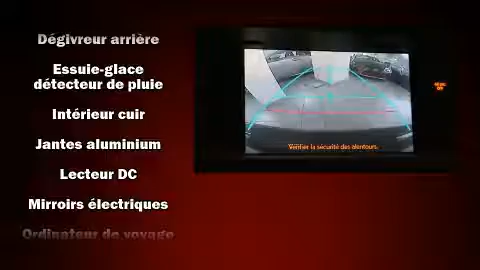 Dégivreur arrière
Essuie-glace
détecteur de pluie
Intérieur cuir
Jantes aluminium
Lecteur DC
Mirroirs électriques
Ordinateur de voyage
Vérifier la sécurité des alentours.